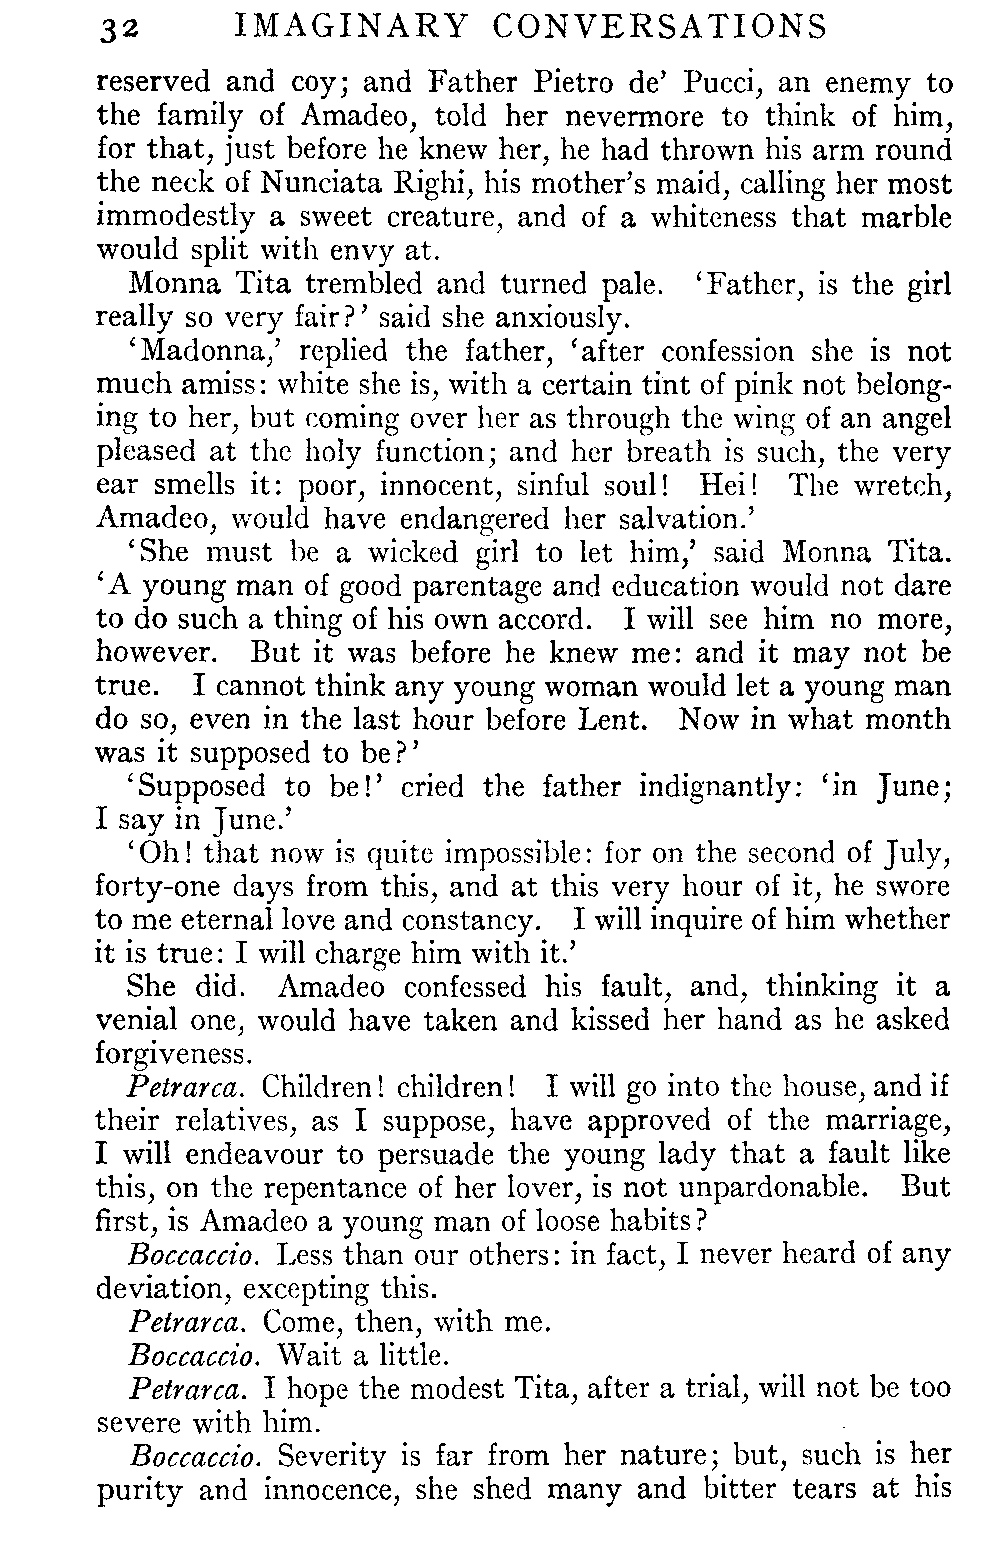 32 IMAGINARY CONVERSATIONS
reserved and coy; and Father Pietro de' Pucci, an enemy to
the family of Amadeo, told her nevermore to think of him,
for that, just before he knew her, he had thrown his arm round
the neck of Nunciata Righi, his mother's maid, calling her most
immodestly a sweet creature, and of a whiteness that marble
would split with envy at.
Monna Tita trembled and turned pale. 'Father, is the girl
really so very fair?' said she anxiously.
'Madonna,' replied the father, 'after confession she is not
much amiss: white she is, with a certain tint of pink not belong-
ing to her, but coming over her as through the wing of an angel
pleased at the holy function; and her breath is such, the very
ear smells it: poor, innocent, sinful soul! Hei! The wretch,
Amadeo, would have endangered her salvation.'
'She must be a wicked girl to let him,' said Monna Tita.
'A young man of good parentage and education would not dare
to do such a thing of his own accord. I will see him no more,
however. But it was before he knew me: and it may not be
true. I cannot think any young woman would let a young man
do so, even in the last hour before Lent. Now in what month
was it supposed to be?'
'Supposed to be!' cried the father indignantly: 'in June;
I say in June.'
'Oh! that now is quite impossible: for on the second of July,
forty-one days from this, and at this very hour of it, he swore
to me eternal love and constancy. I will inquire of him whether
it is true: I will charge him with it.'
She did. Amadeo confessed his fault, and, thinking it a
venial one, would have taken and kissed her hand as he asked
forgiveness.
Petrarca. Children! children! I will go into the house, and if
their relatives, as I suppose, have approved of the marriage,
I will endeavour to persuade the young lady that a fault like
this, on the repentance of her lover, is not unpardonable. But
first, is Amadeo a young man of loose habits?
Boccaccio. Less than our others: in fact, I never heard of any
deviation, excepting this.
Petrarca. Come, then, with me.
Boccaccio. Wait a little.
Petrarca. I hope the modest Tita, after a trial, will not be too
severe with him.
Boccaccio. Severity is far from her nature; but, such is her
purity and innocence, she shed many and bitter tears at his